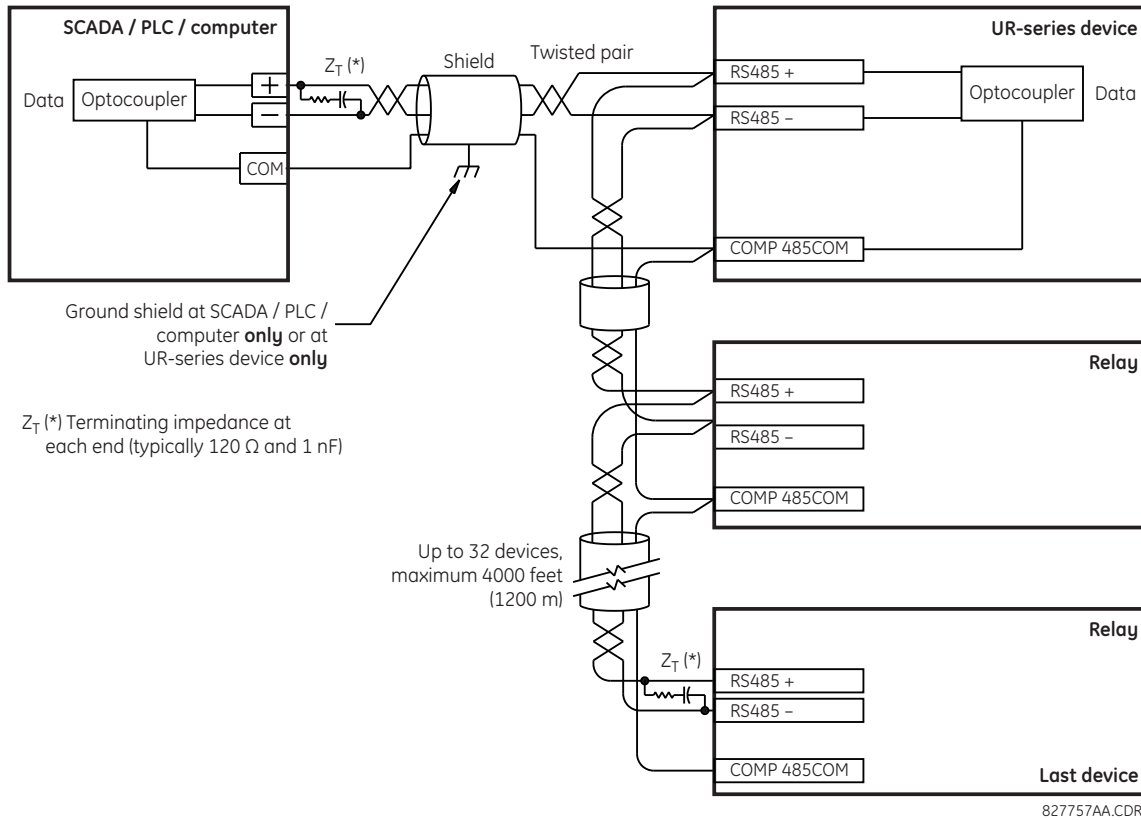 SCADA / PLC / computer
Data
Optocoupler
+
−
COM
Z_T (*)
Shield
Twisted pair
UR-series device
RS485 +
RS485 −
COMP 485COM
Optocoupler
Data
Ground shield at SCADA / PLC /
computer only or at
UR-series device only
Z_T (*) Terminating impedance at
each end (typically 120 Ω and 1 nF)
Relay
RS485 +
RS485 −
COMP 485COM
Up to 32 devices,
maximum 4000 feet
(1200 m)
Relay
Z_T (*)
RS485 +
RS485 −
COMP 485COM
Last device
827757AA.CDR